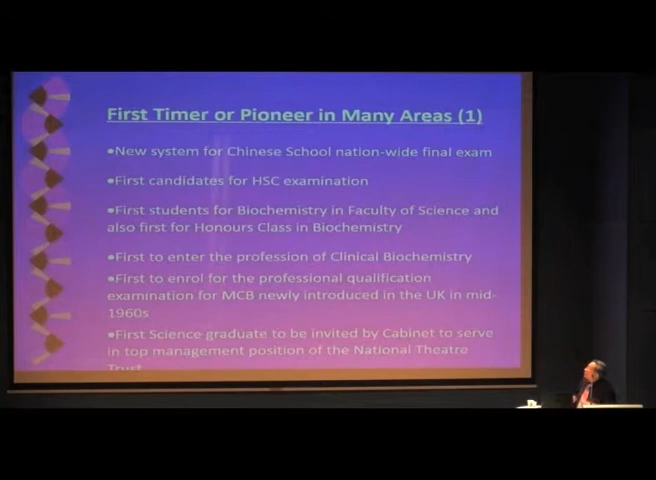 First Timer or Pioneer in Many Areas (1)
•New system for Chinese School nation-wide final exam
•First candidates for HSC examination
•First students for Biochemistry in Faculty of Science and
also first for Honours Class in Biochemistry
•First to enter the profession of Clinical Biochemistry
•First to enrol for the professional qualification
examination for MCB newly introduced in the UK in mid-
1960s
•First Science graduate to be invited by Cabinet to serve
in top management position of the National Theatre
Trust